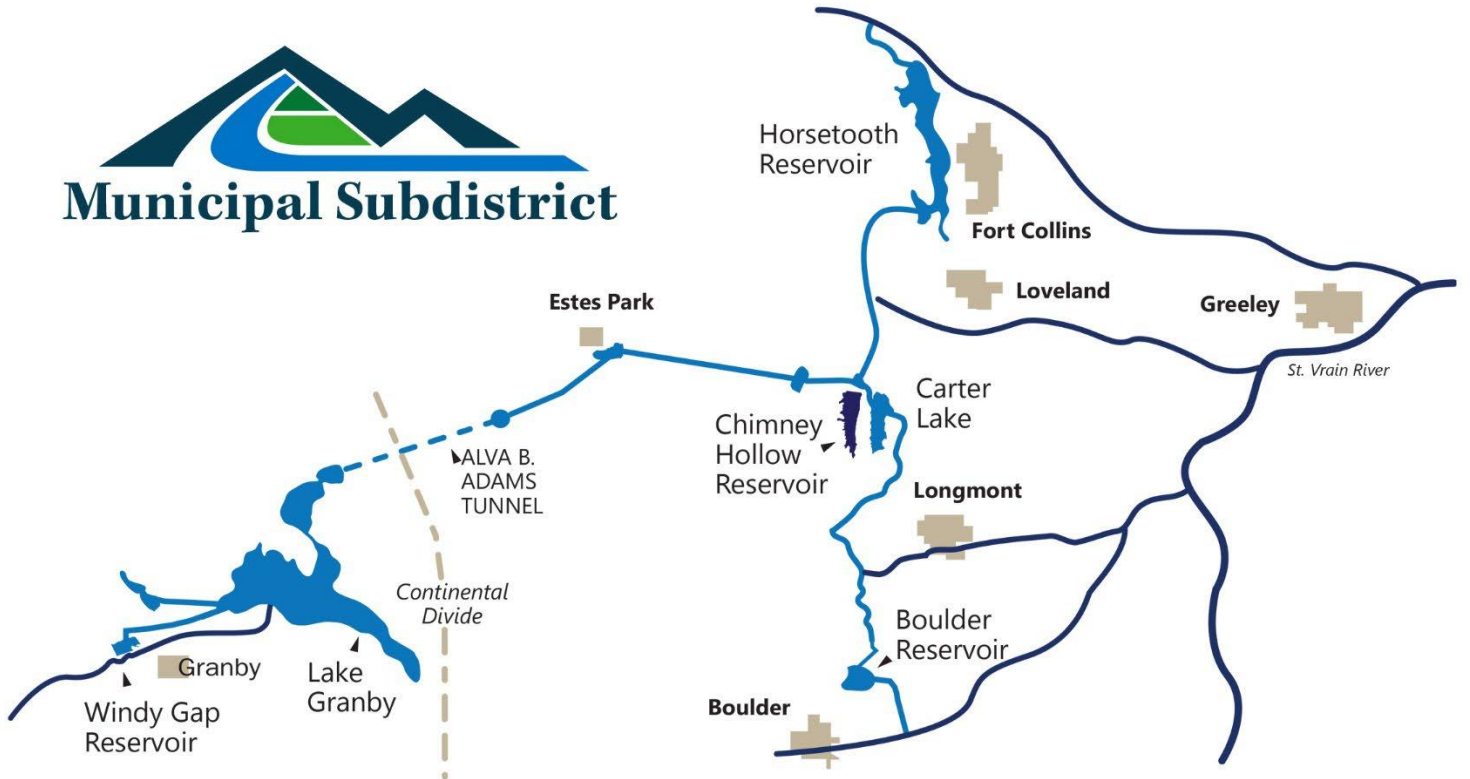 Municipal Subdistrict
Horsetooth
Reservoir
Fort Collins
Loveland
Greeley
St. Vrain River
Estes Park
Carter
Lake
Chimney
Hollow
Reservoir
ALVA B.
ADAMS
TUNNEL
Longmont
Continental
Divide
Boulder
Reservoir
Granby
Lake
Granby
Windy Gap
Reservoir
Boulder